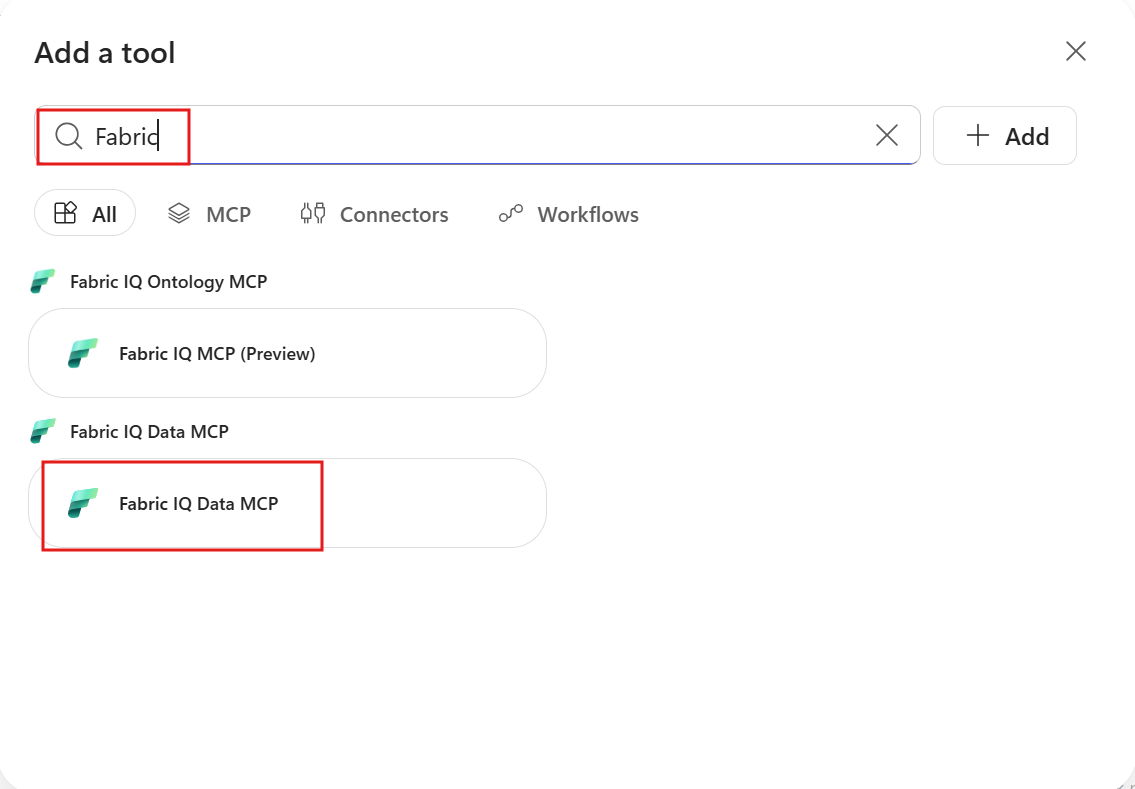 Add a tool
Fabric
Add
All
MCP
Connectors
Workflows
Fabric IQ Ontology MCP
Fabric IQ MCP (Preview)
Fabric IQ Data MCP
Fabric IQ Data MCP